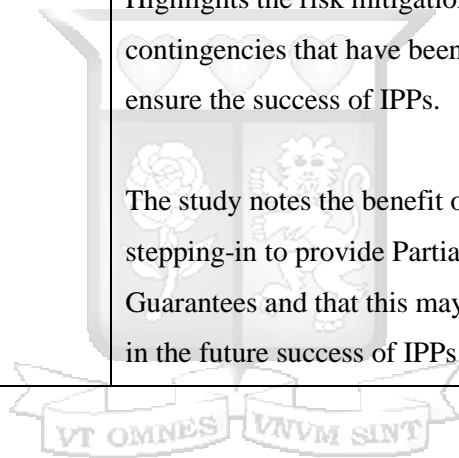 Highlights the risk mitigation
contingencies that have been
ensure the success of IPPs.
The study notes the benefit o
stepping-in to provide Partia
Guarantees and that this may
in the future success of IPPs
VT OMNES VNVM SINT